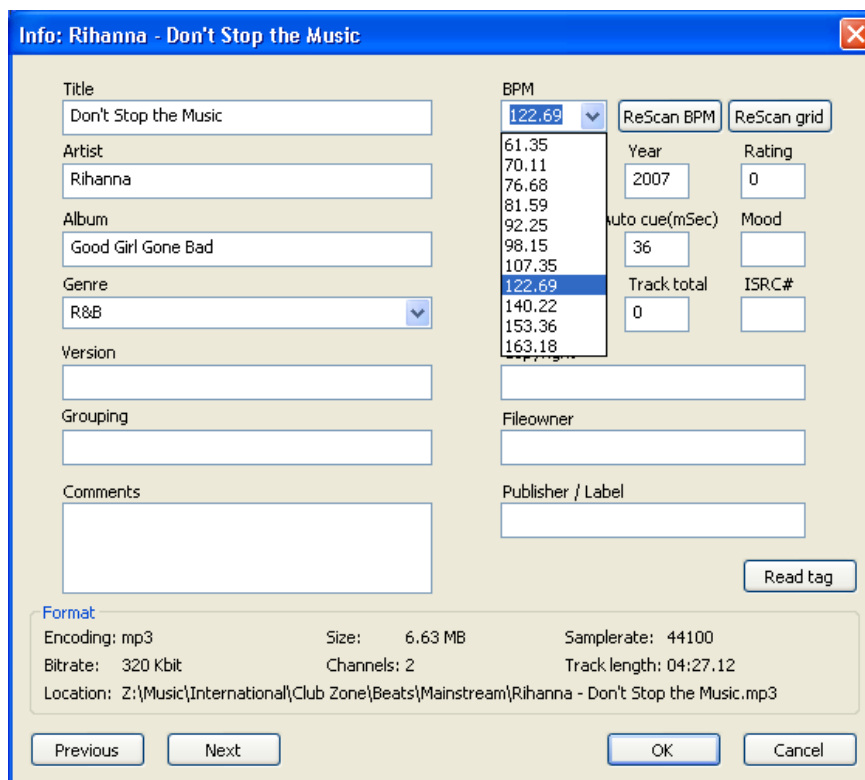 Info: Rihanna - Don't Stop the Music
Title
Don't Stop the Music
BPM
122.69
ReScan BPM
ReScan grid
61.35
70.11
76.68
81.59
92.25
98.15
107.35
122.69
140.22
153.36
163.18
Artist
Rihanna
Year
2007
Rating
0
Album
Good Girl Gone Bad
Auto cue(mSec)
36
Mood
Genre
R&B
Track total
0
ISRC#
Version
Grouping
Fileowner
Comments
Publisher / Label
Read tag
Format
Encoding: mp3 Size: 6.63 MB Samplerate: 44100
Bitrate: 320 Kbit Channels: 2 Track length: 04:27.12
Location: Z:\Music\International\Club Zone\Beats\Mainstream\Rihanna - Don't Stop the Music.mp3
Previous Next OK Cancel